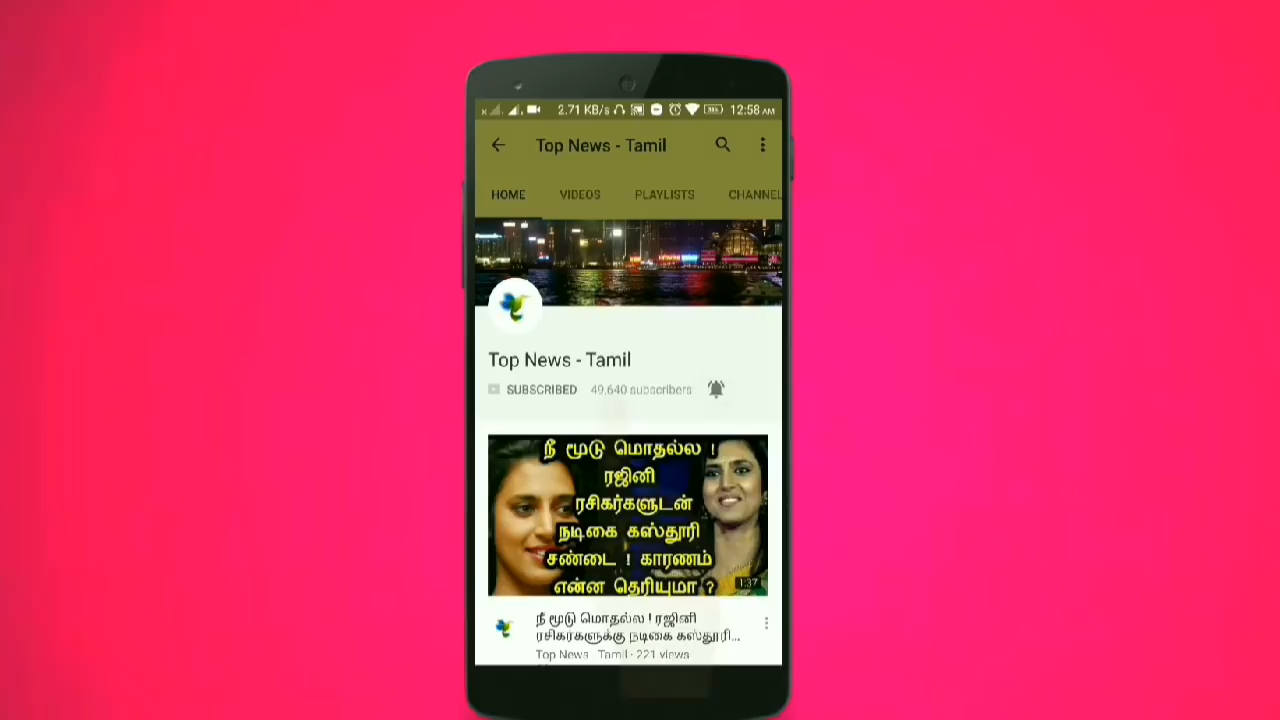 2.71 KB/s 12:58 AM
Top News - Tamil
HOME VIDEOS PLAYLISTS CHANNEL
Top News - Tamil
SUBSCRIBED 49,640 subscribers
நீ மூடு மொதல்ல !
ரஜினி
ரசிகர்களுடன்
நடிகை கஸ்தூரி
சண்டை ! காரணம்
என்ன தெரியுமா ?
1:37
நீ மூடு மொதல்ல ! ரஜினி
ரசிகர்களுக்கு நடிகை கஸ்தூரி...
Top News - Tamil · 221 views